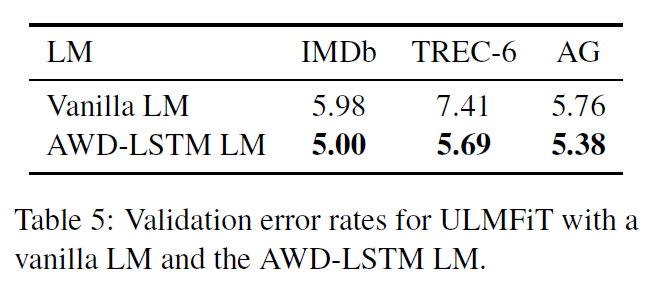 LM IMDb TREC-6 AG
Vanilla LM 5.98 7.41 5.76
AWD-LSTM LM 5.00 5.69 5.38
Table 5: Validation error rates for ULMFiT with a
vanilla LM and the AWD-LSTM LM.